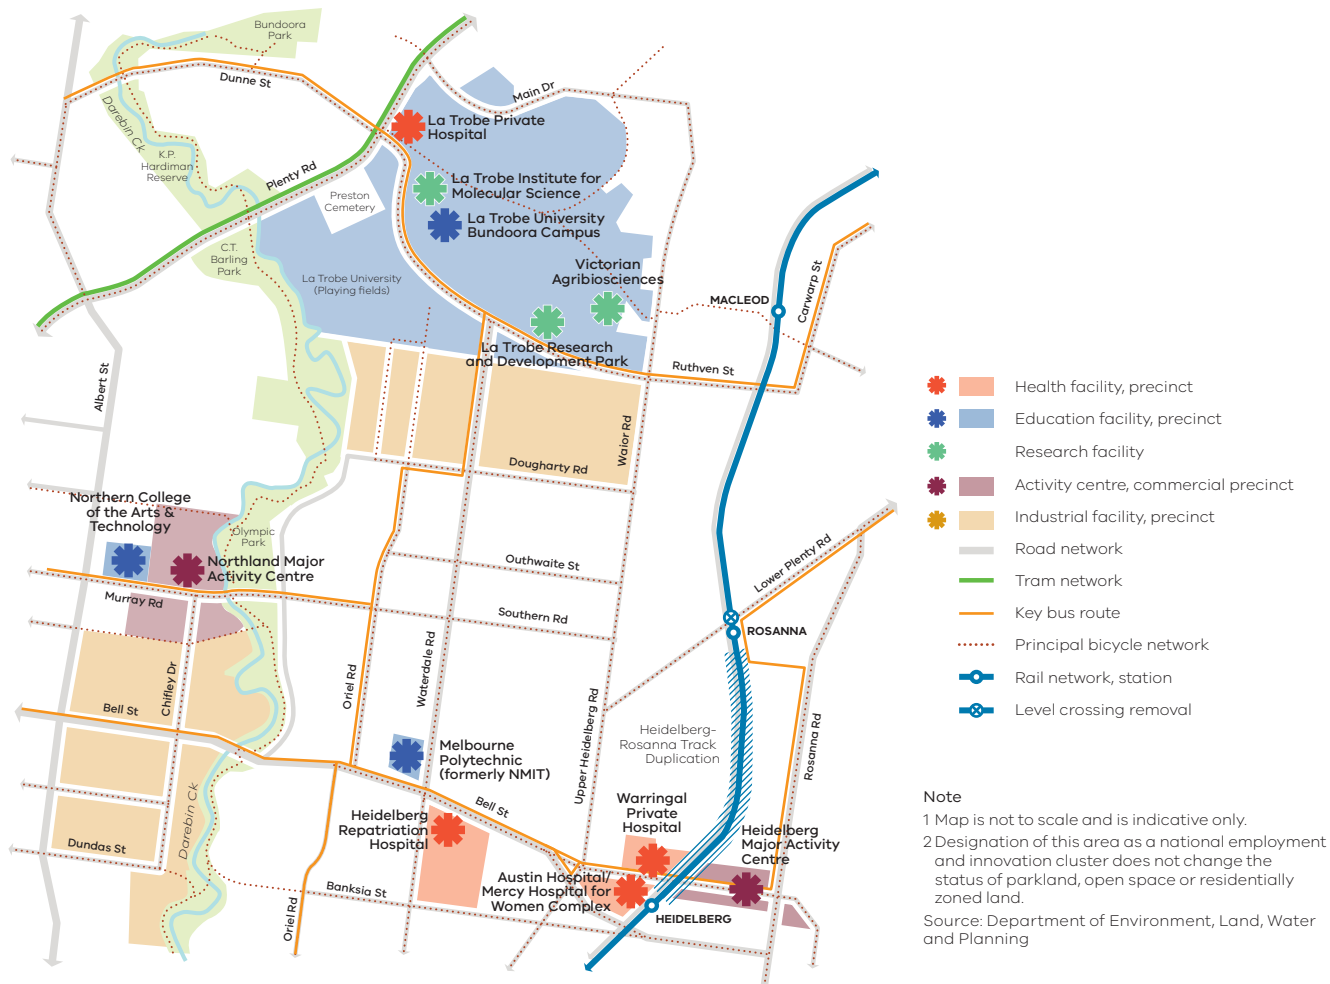 Bundoora
Park
Dunne St
Main Dr
Darebin Ck
La Trobe Private
Hospital
K.P.
Hardiman
Reserve
Plenty Rd
La Trobe Institute for
Molecular Science
Preston
Cemetery
La Trobe University
Bundoora Campus
C.T.
Barling
Park
La Trobe University
(Playing fields)
Victorian
Agribiosciences
MACLEOD
Carwarp St
La Trobe Research
and Development Park
Ruthven St
Albert St
Waior Rd
Dougharty Rd
Northern College
of the Arts &
Technology
Olympic
Park
Northland Major
Activity Centre
Murray Rd
Outhwaite St
Southern Rd
Lower Plenty Rd
ROSANNA
Chifley Dr
Oriel Rd
Waterdale Rd
Upper Heidelberg Rd
Rosanna Rd
Bell St
Heidelberg-
Rosanna Track
Duplication
Melbourne
Polytechnic
(formerly NMIT)
Bell St
Heidelberg
Repatriation
Hospital
Warringal
Private
Hospital
Heidelberg
Major Activity
Centre
Darebin Ck
Dundas St
Banksia St
Austin Hospital/
Mercy Hospital for
Women Complex
HEIDELBERG
Oriel Rd
Health facility, precinct
Education facility, precinct
Research facility
Activity centre, commercial precinct
Industrial facility, precinct
Road network
Tram network
Key bus route
Principal bicycle network
Rail network, station
Level crossing removal
Note
1 Map is not to scale and is indicative only.
2 Designation of this area as a national employment
and innovation cluster does not change the
status of parkland, open space or residentially
zoned land.
Source: Department of Environment, Land, Water
and Planning